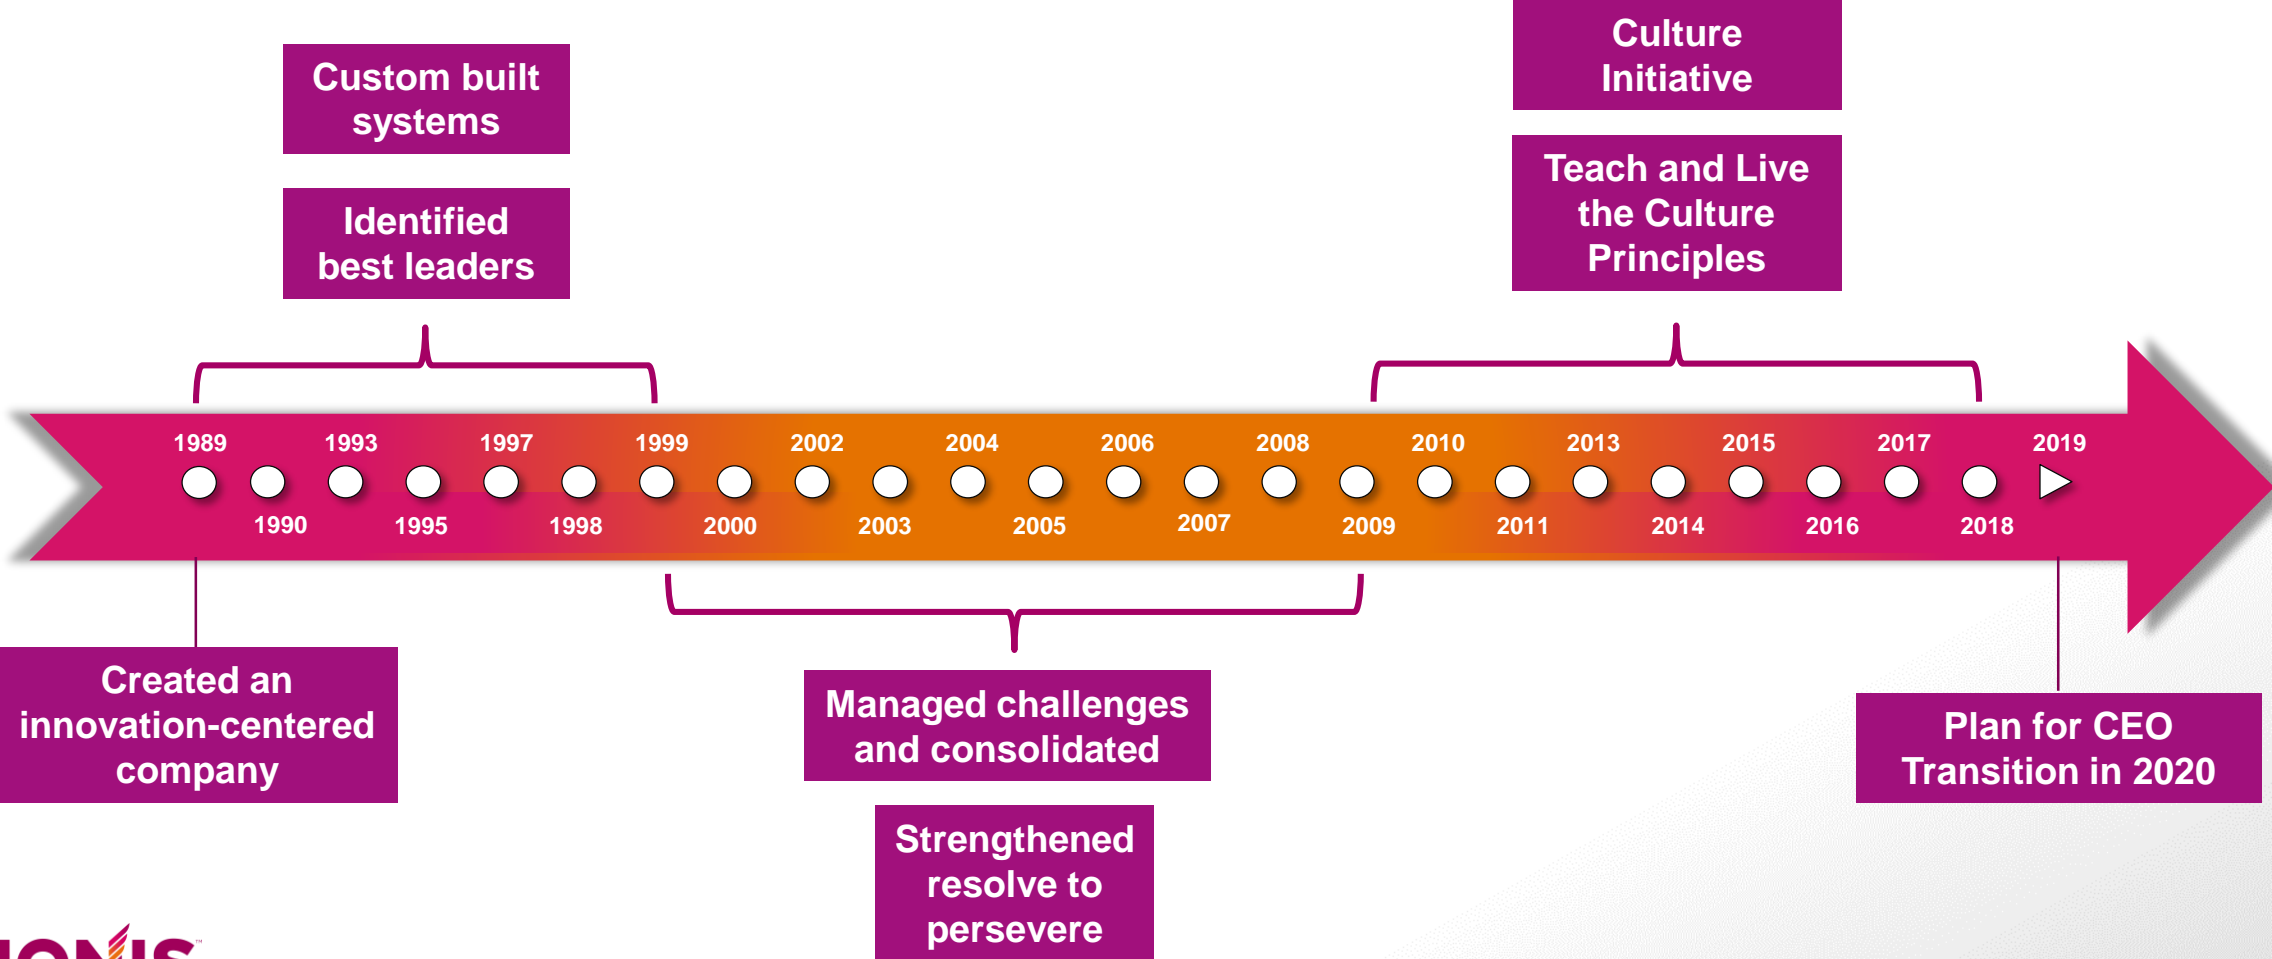 Culture
Initiative
Custom built
systems
Teach and Live
the Culture
Principles
Identified
best leaders
1989 1993 1997 1999 2002 2004 2006 2008 2010 2013 2015 2017 2019
1990 1995 1998 2000 2003 2005 2007 2009 2011 2014 2016 2018
Created an
innovation-centered
company
Managed challenges
and consolidated
Plan for CEO
Transition in 2020
Strengthened
resolve to
persevere
IONIS™